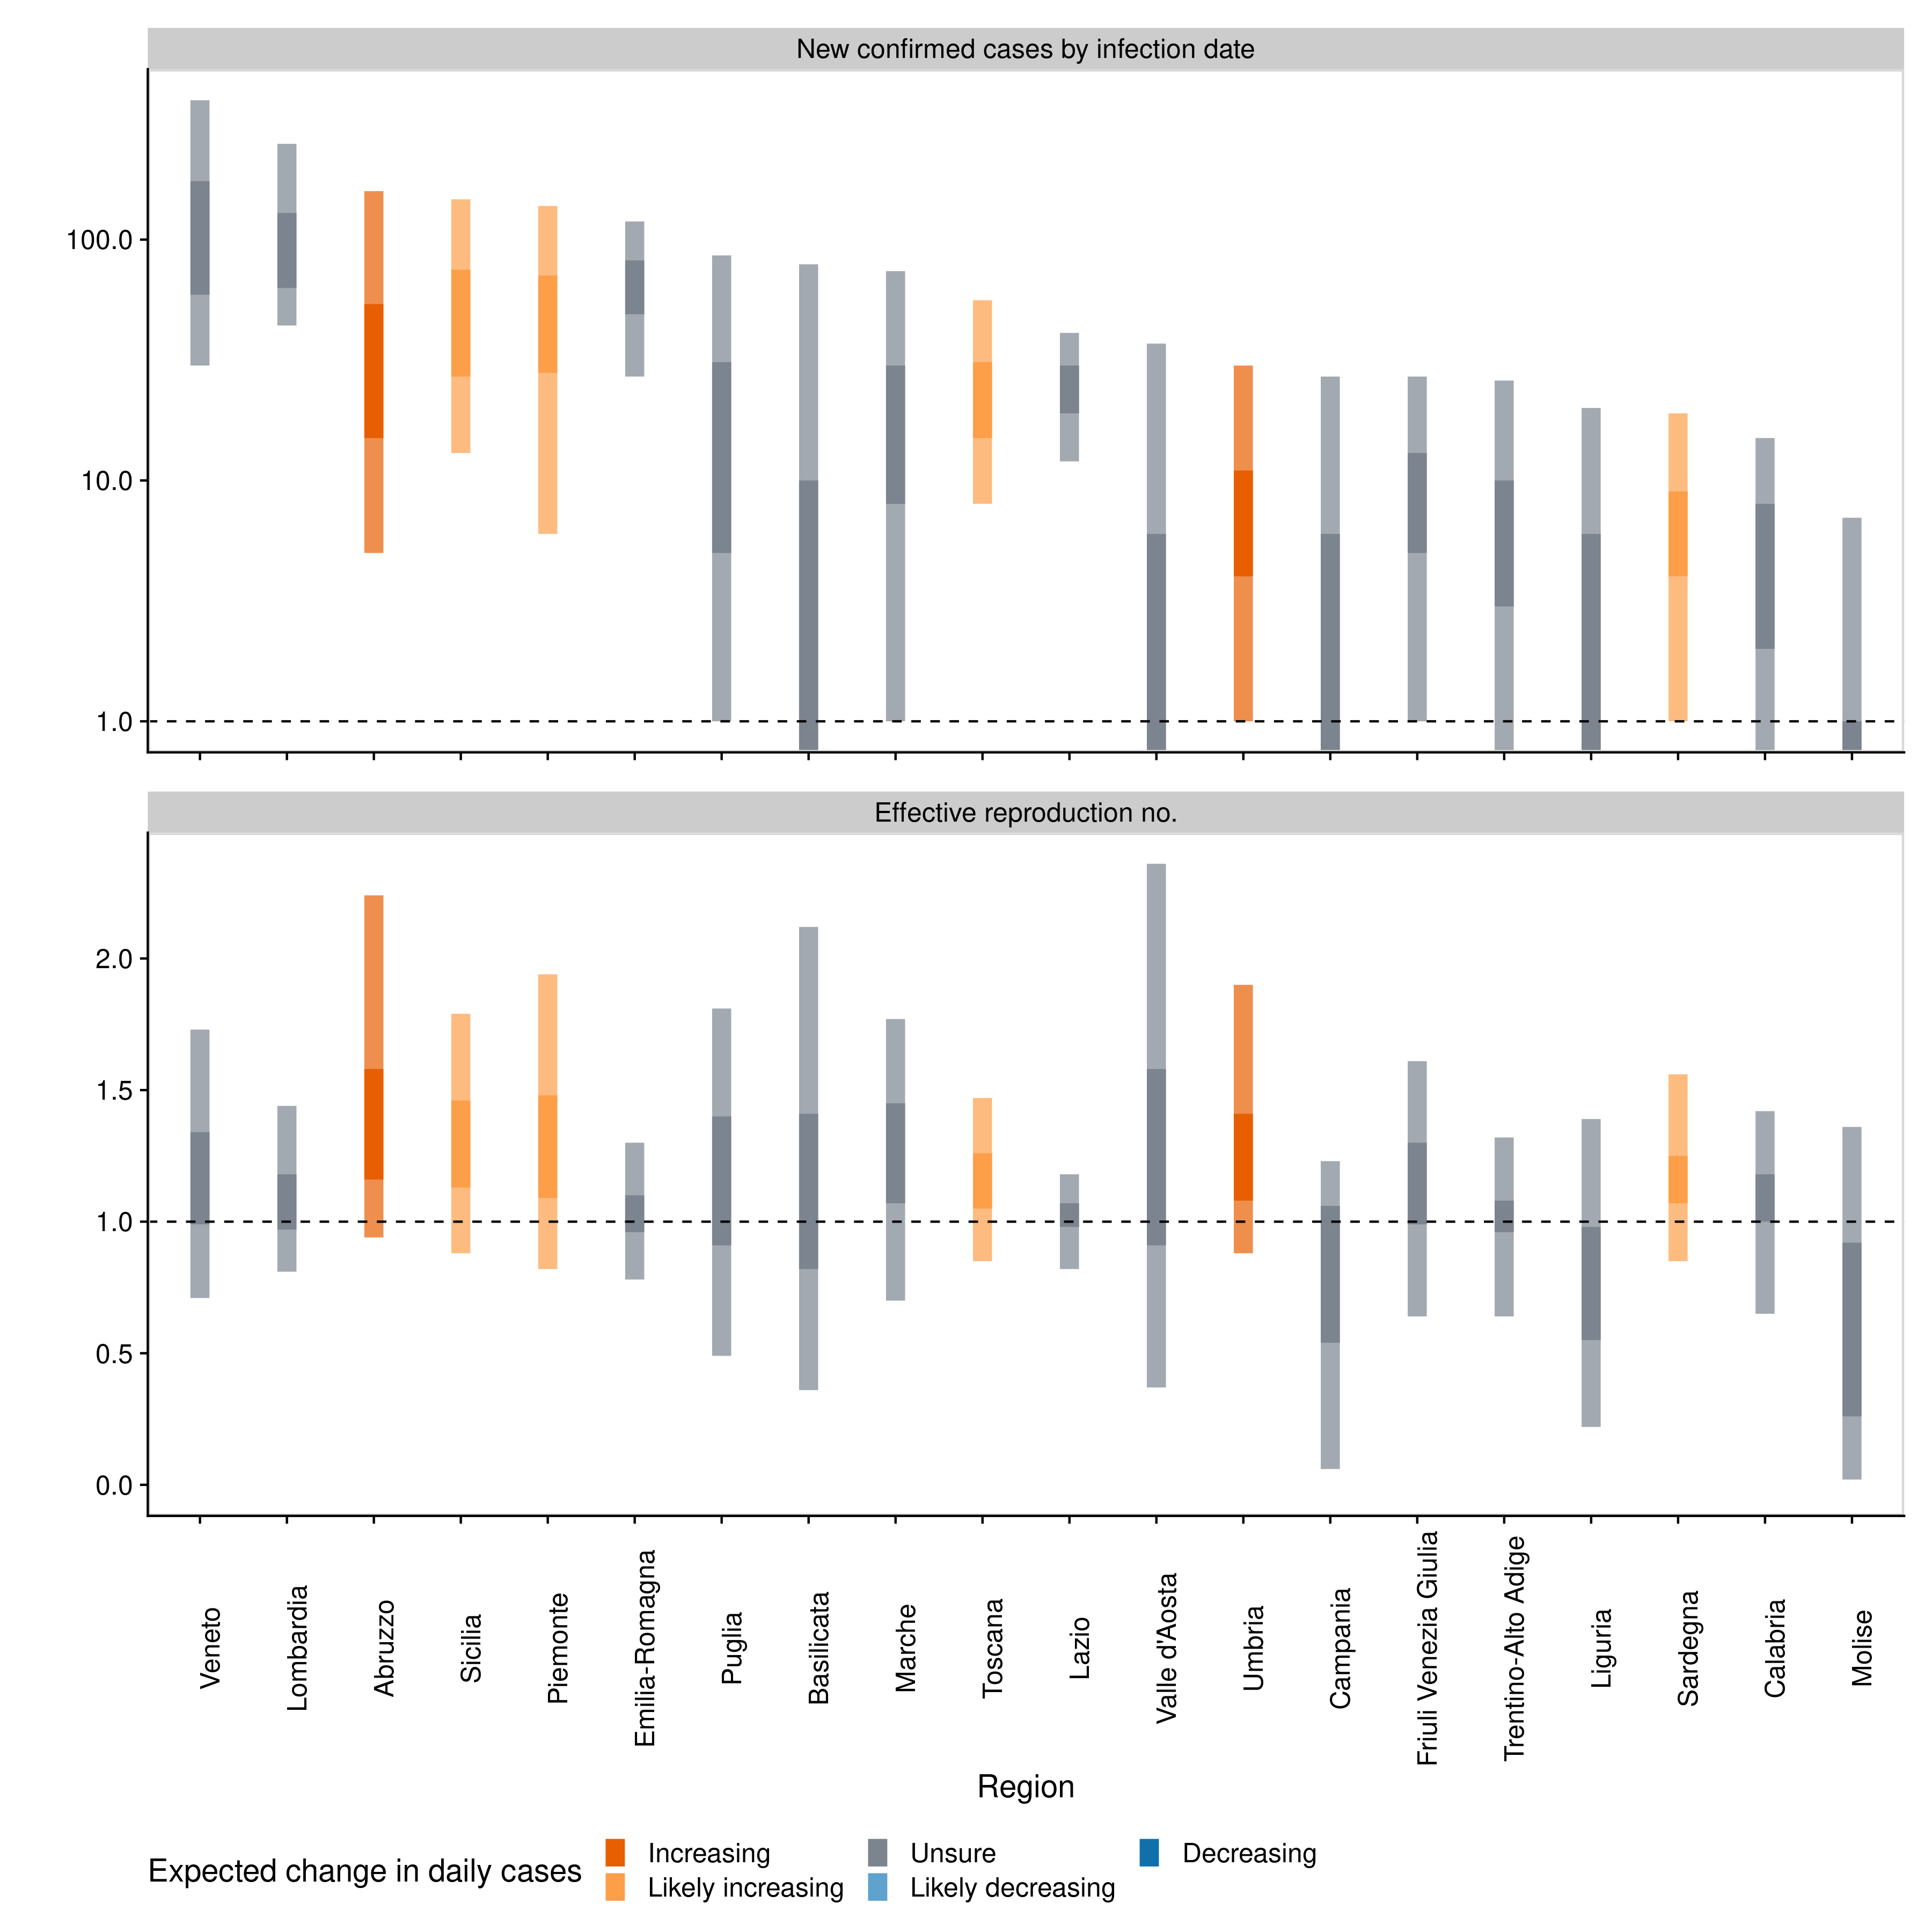 New confirmed cases by infection date
100.0
10.0
1.0
Effective reproduction no.
2.0
1.5
1.0
0.5
0.0
Veneto
Lombardia
Abruzzo
Sicilia
Piemonte
Emilia-Romagna
Puglia
Basilicata
Marche
Toscana
Lazio
Valle d'Aosta
Umbria
Campania
Friuli Venezia Giulia
Trentino-Alto Adige
Liguria
Sardegna
Calabria
Molise
Region
Expected change in daily cases
Increasing
Unsure
Decreasing
Likely increasing
Likely decreasing